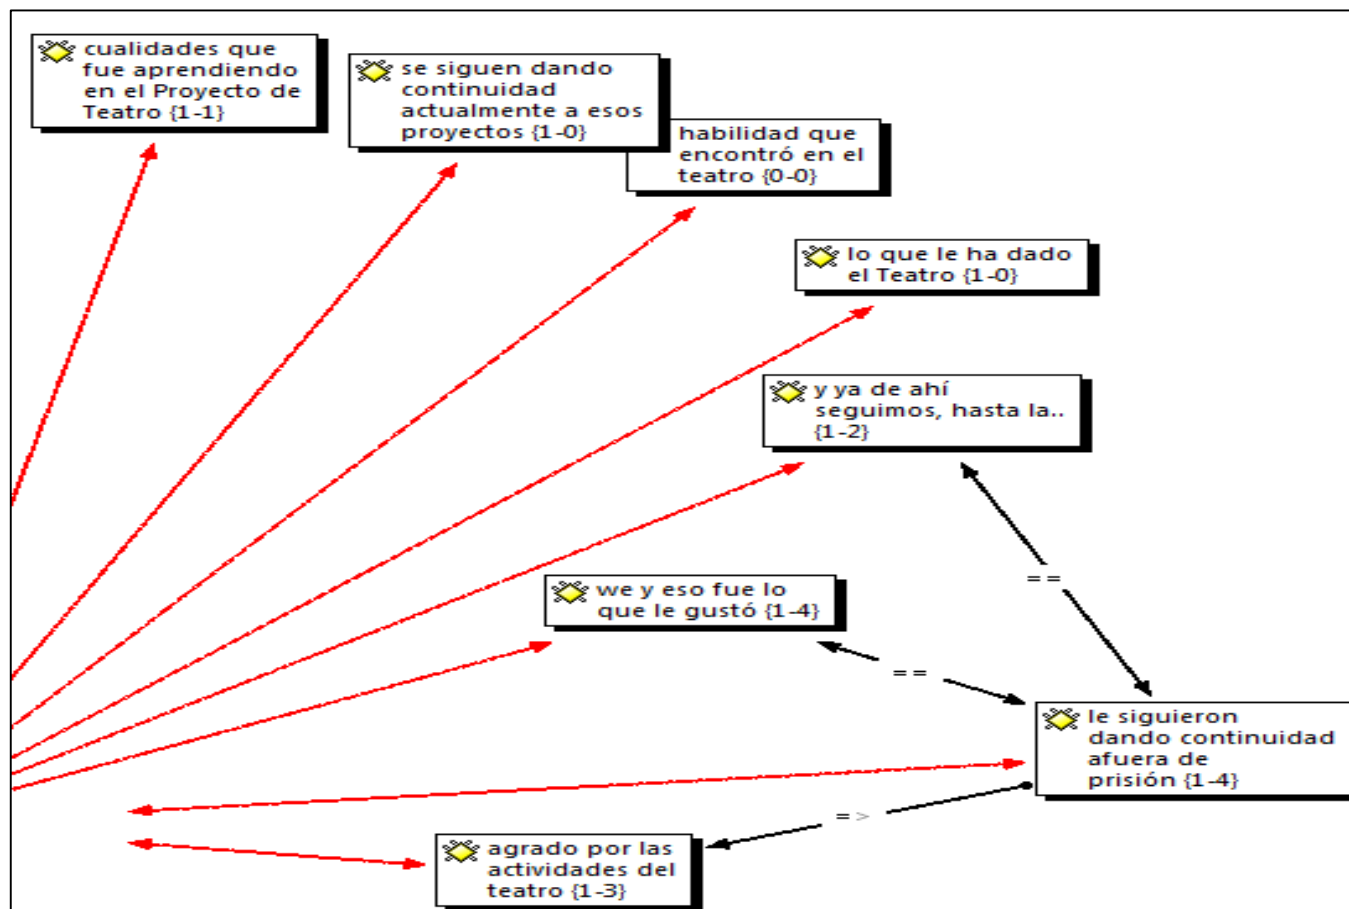 cualidades que
fue aprendiendo
en el Proyecto de
Teatro {1-1}
se siguen dando
continuidad
actualmente a esos
proyectos {1-0}
habilidad que
encontró en el
teatro {0-0}
lo que le ha dado
el Teatro {1-0}
y ya de ahí
seguimos, hasta la..
{1-2}
==
we y eso fue lo
que le gustó {1-4}
==
le siguieron
dando continuidad
afuera de
prisión {1-4}
=>
agrado por las
actividades del
teatro {1-3}